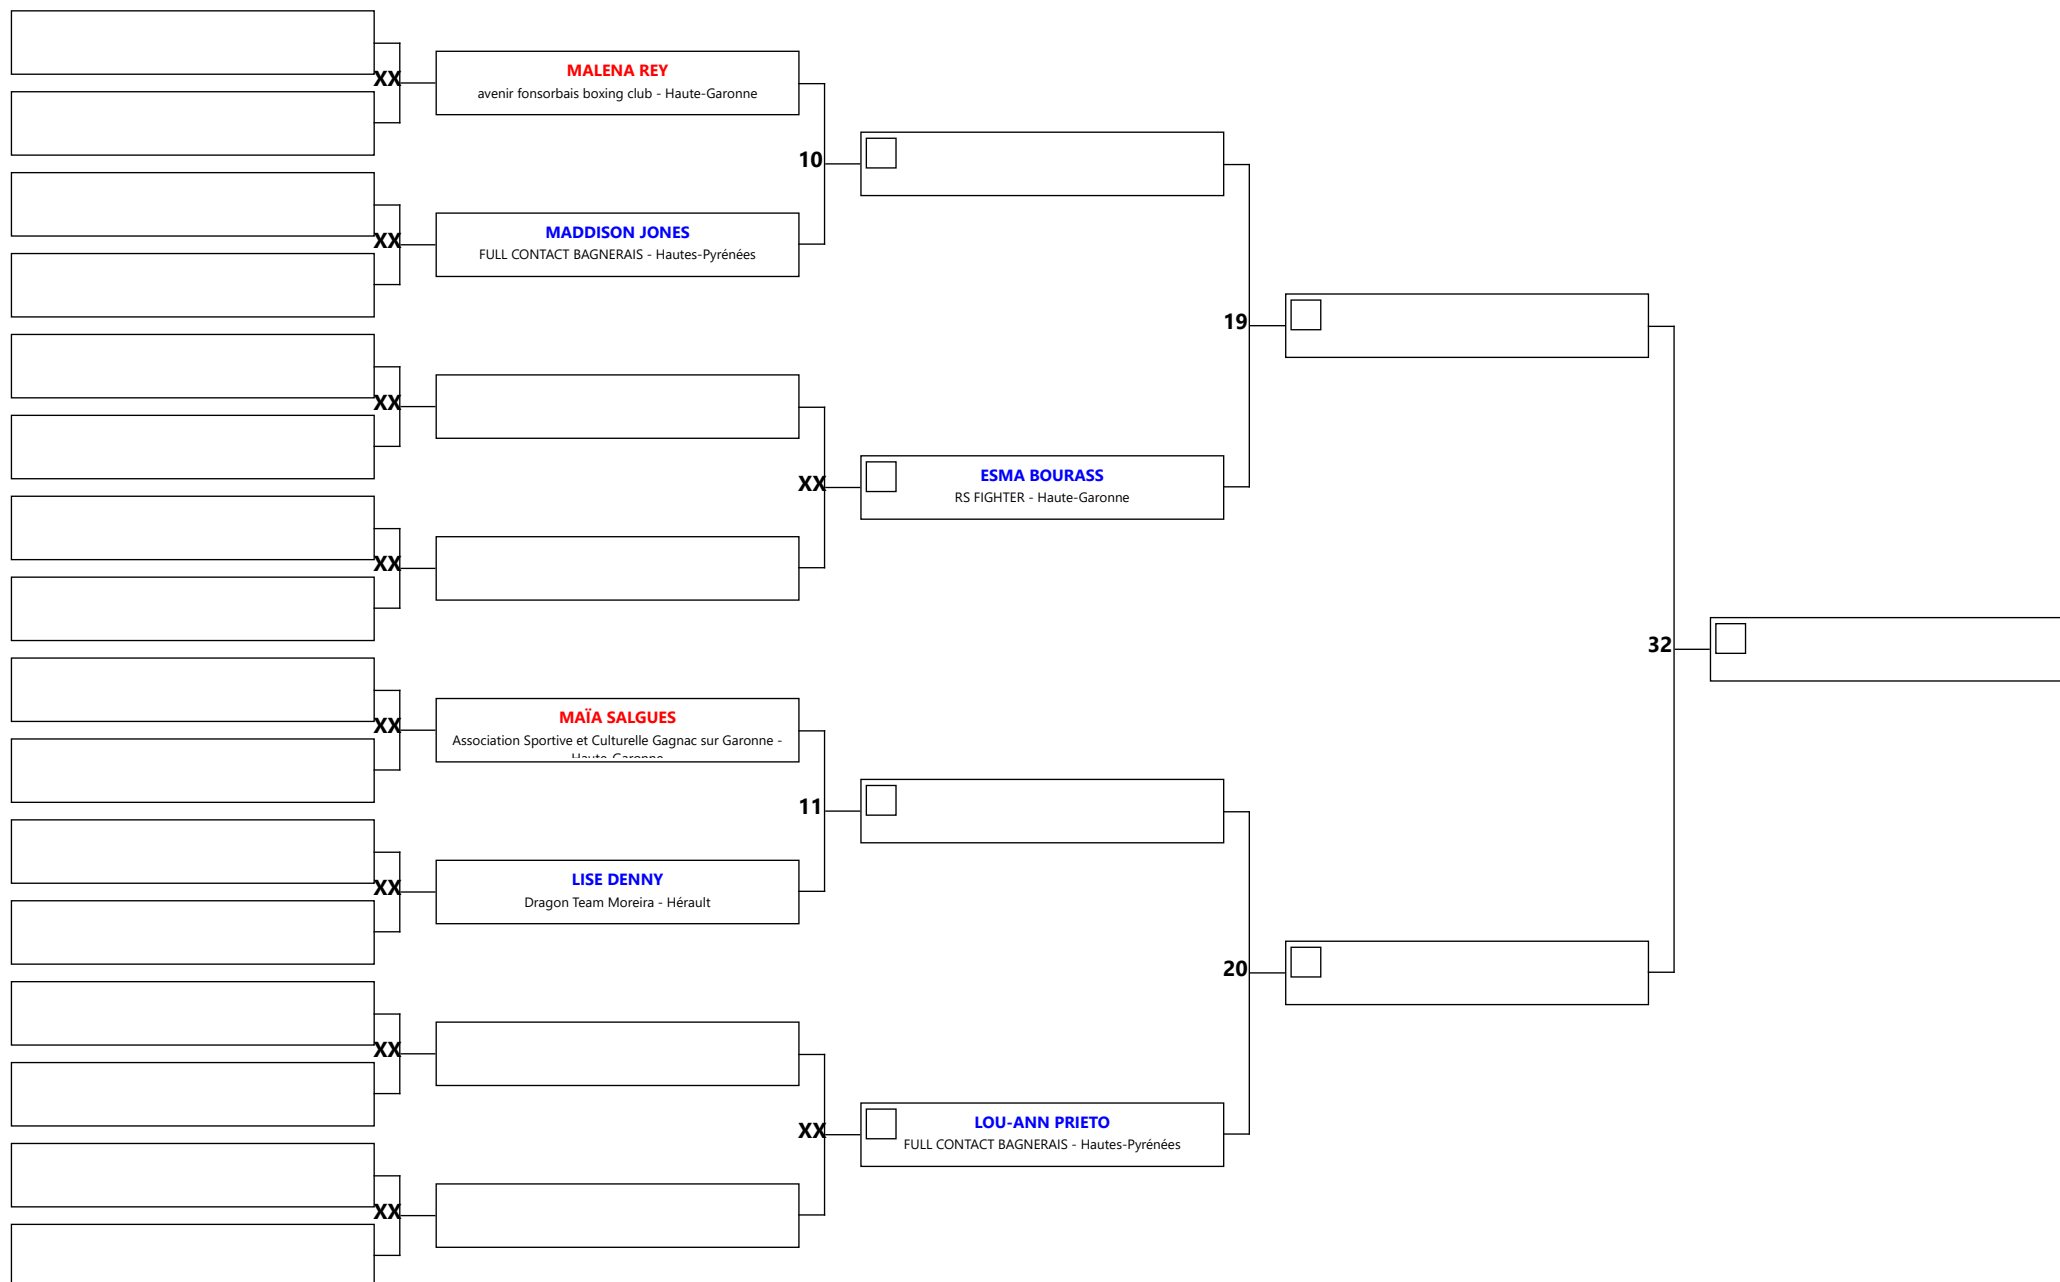 XX
MALENA REY
avenir fonsorbais boxing club - Haute-Garonne
10
XX
MADDISON JONES
FULL CONTACT BAGNERAIS - Hautes-Pyrénées
19
XX
XX
ESMA BOURASS
RS FIGHTER - Haute-Garonne
XX
32
XX
MAÏA SALGUES
Association Sportive et Culturelle Gagnac sur Garonne -
Haute-Garonne
11
XX
LISE DENNY
Dragon Team Moreira - Hérault
20
XX
XX
LOU-ANN PRIETO
FULL CONTACT BAGNERAIS - Hautes-Pyrénées
XX